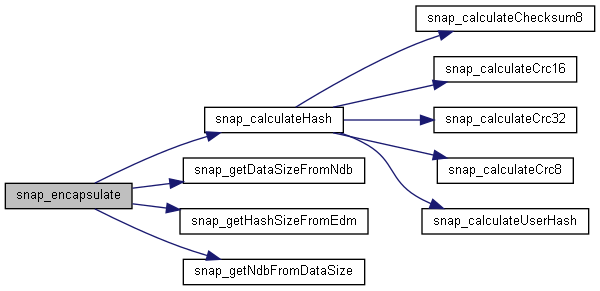 snap_calculateChecksum8
snap_calculateCrc16
snap_calculateHash
snap_calculateCrc32
snap_getDataSizeFromNdb
snap_calculateCrc8
snap_encapsulate
snap_getHashSizeFromEdm
snap_calculateUserHash
snap_getNdbFromDataSize